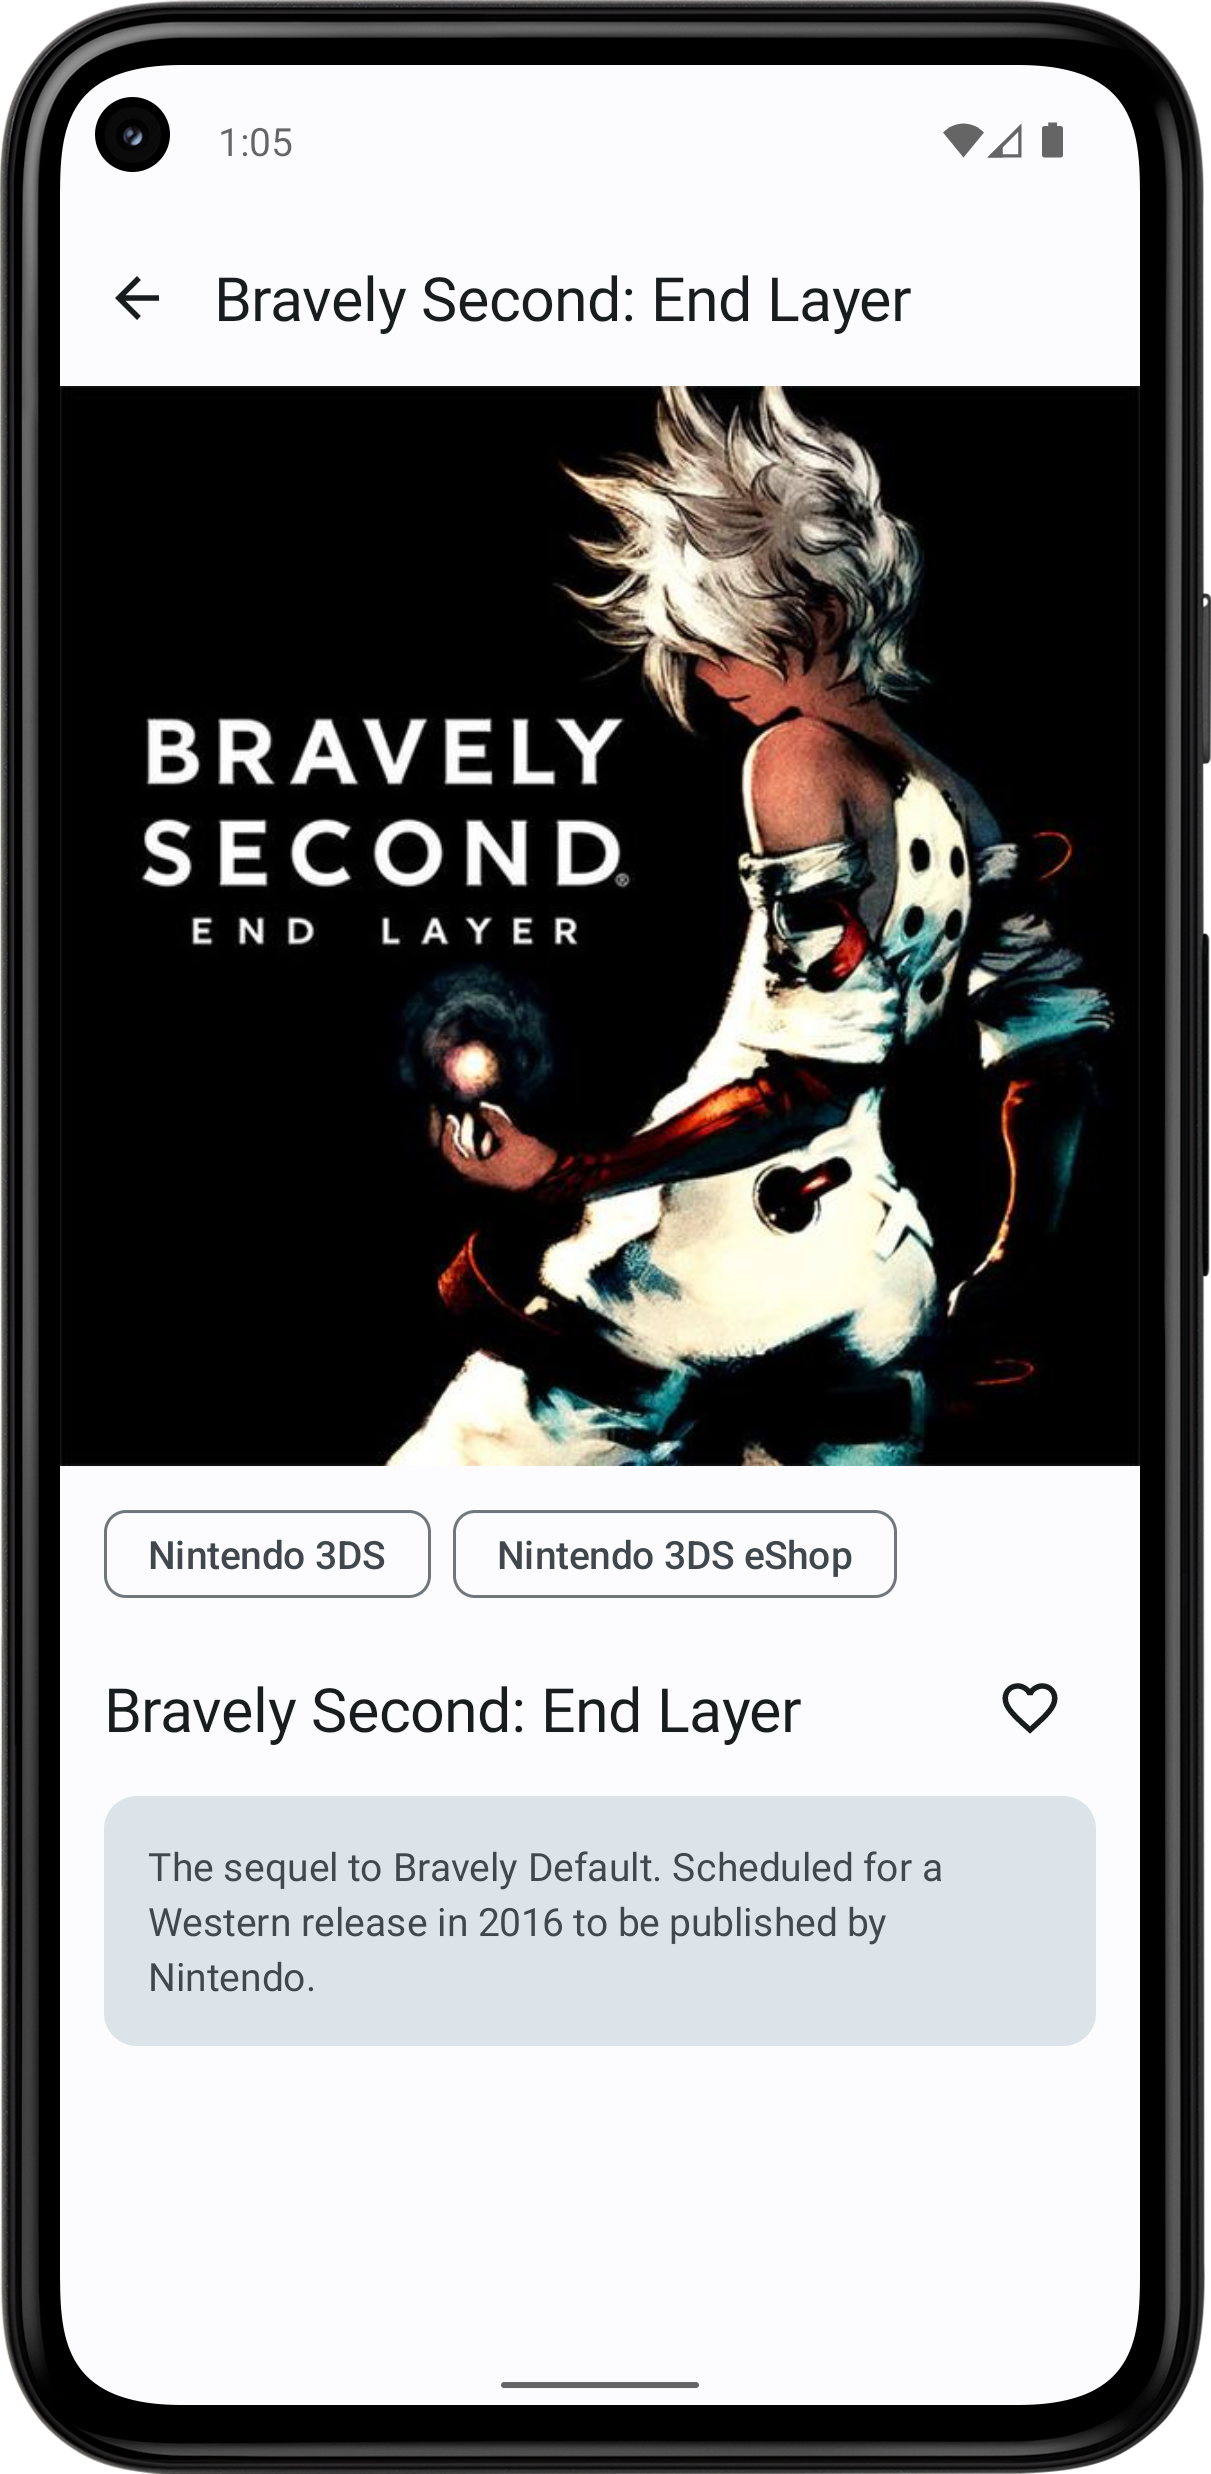 1:05
Bravely Second: End Layer
BRAVELY
SECOND®
END LAYER
Nintendo 3DS
Nintendo 3DS eShop
Bravely Second: End Layer
The sequel to Bravely Default. Scheduled for a
Western release in 2016 to be published by
Nintendo.